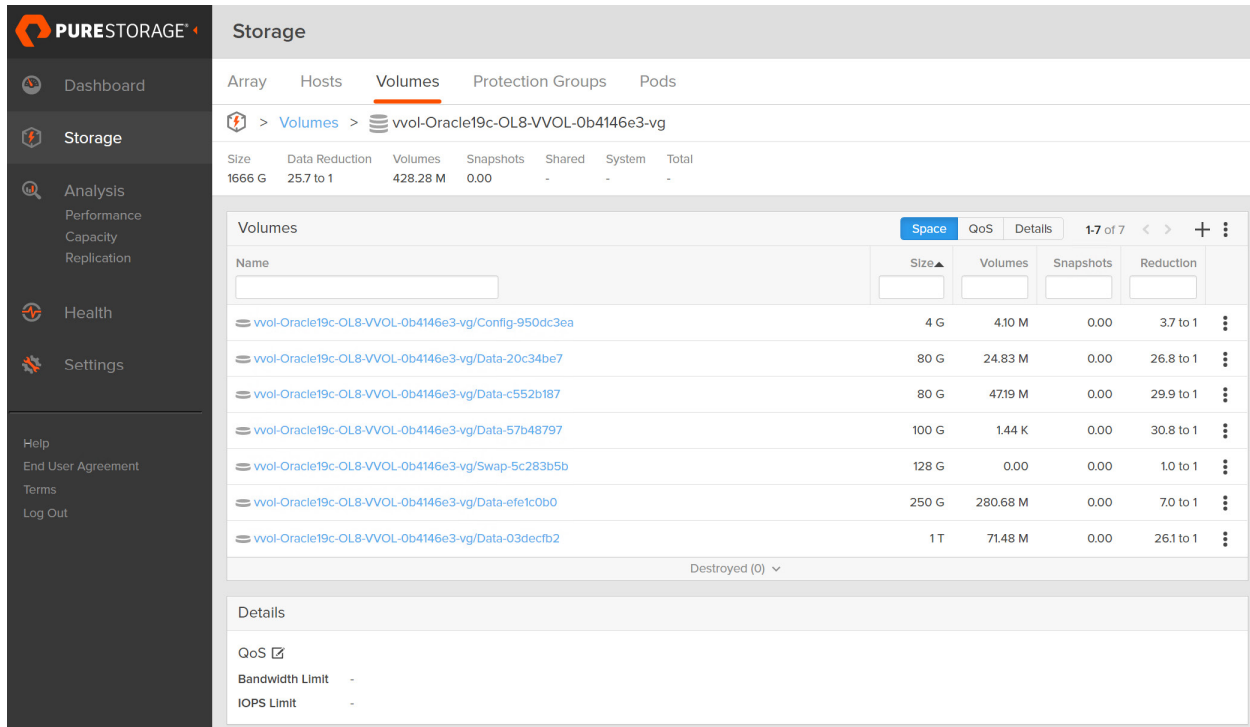 PURESTORAGE®
Storage
Dashboard
Storage
Analysis
Performance
Capacity
Replication
Health
Settings
Help
End User Agreement
Terms
Log Out
Array Hosts Volumes Protection Groups Pods
> Volumes > vvol-Oracle19c-OL8-VVOL-0b4146e3-vg
Size Data Reduction Volumes Snapshots Shared System Total
1666 G 25.7 to 1 428.28 M 0.00 - - -
Volumes Space QoS Details 1-7 of 7 < > +
Name Size Volumes Snapshots Reduction
vvol-Oracle19c-OL8-VVOL-0b4146e3-vg/Config-950dc3ea 4 G 4.10 M 0.00 3.7 to 1
vvol-Oracle19c-OL8-VVOL-0b4146e3-vg/Data-20c34be7 80 G 24.83 M 0.00 26.8 to 1
vvol-Oracle19c-OL8-VVOL-0b4146e3-vg/Data-c552b187 80 G 47.19 M 0.00 29.9 to 1
vvol-Oracle19c-OL8-VVOL-0b4146e3-vg/Data-57b48797 100 G 1.44 K 0.00 30.8 to 1
vvol-Oracle19c-OL8-VVOL-0b4146e3-vg/Swap-5c283b5b 128 G 0.00 0.00 1.0 to 1
vvol-Oracle19c-OL8-VVOL-0b4146e3-vg/Data-efe1c0b0 250 G 280.68 M 0.00 7.0 to 1
vvol-Oracle19c-OL8-VVOL-0b4146e3-vg/Data-03decfb2 1 T 71.48 M 0.00 26.1 to 1
Destroyed (0)
Details
QoS
Bandwidth Limit -
IOPS Limit -